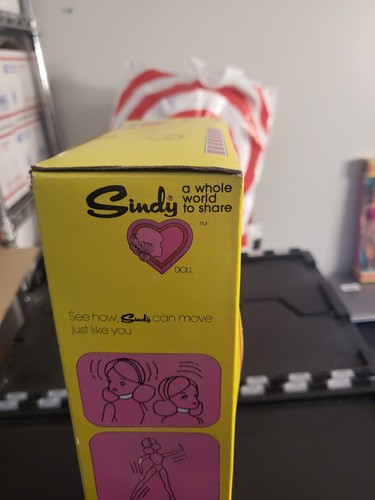 Sindy® a whole
world
to share
™
DOLL
See how, Sindy can move
just like you